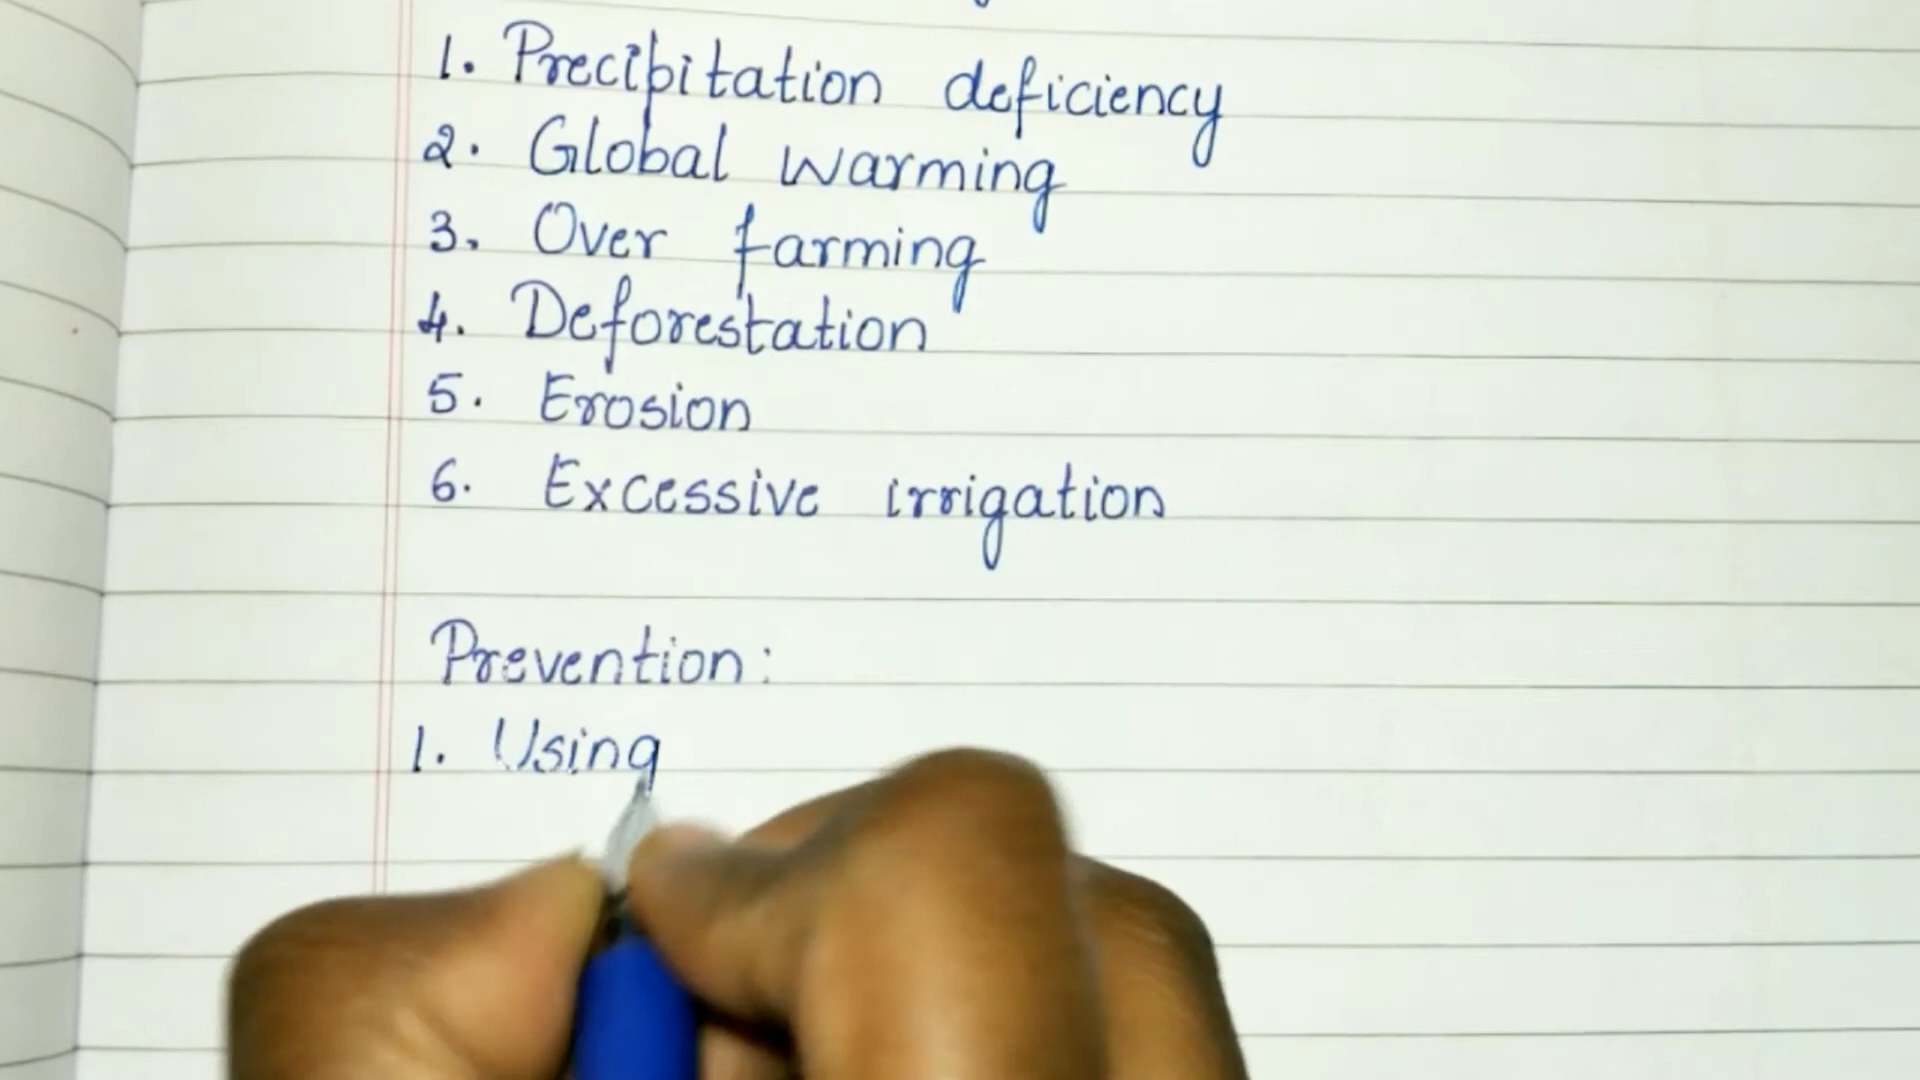 1. Precipitation deficiency
2. Global warming
3. Over farming
4. Deforestation
5. Erosion
6. Excessive irrigation
Prevention:
1. Using